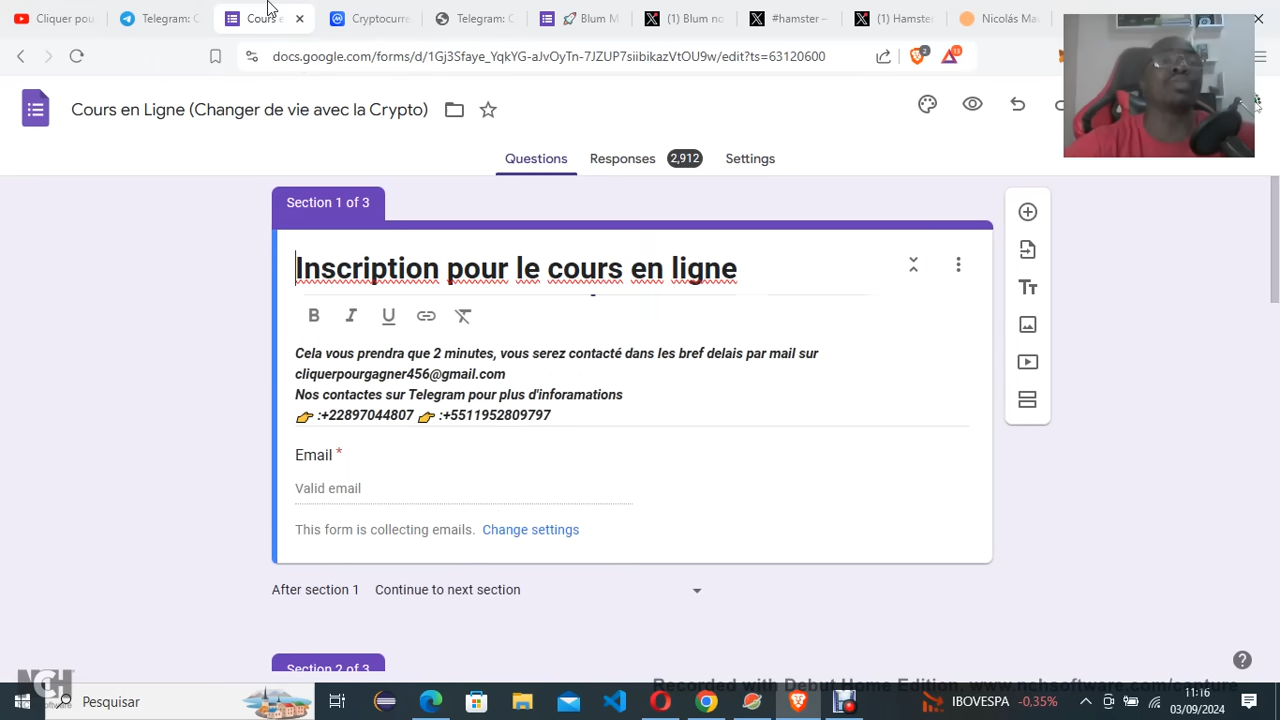 Cliquer pou
Telegram: C
Cours e
Cryptocurre
Telegram: C
🚀 Blum M
(1) Blum no
#hamster –
(1) Hamste
Nicolás Ma
docs.google.com/forms/d/1Gj3Sfaye_YqkYG-aJvOyTn-7JZUP7siibikazVtOU9w/edit?ts=63120600
2
13
Cours en Ligne (Changer de vie avec la Crypto)
Questions
Responses 2,912
Settings
Section 1 of 3
Inscription pour le cours en ligne
Cela vous prendra que 2 minutes, vous serez contacté dans les bref delais par mail sur
cliquerpourgagner456@gmail.com
Nos contactes sur Telegram pour plus d'inforamations
👉 :+22897044807 👉 :+5511952809797
Email *
Valid email
This form is collecting emails. Change settings
After section 1 Continue to next section
Section 2 of 3
NCH
Recorded with Debut Home Edition, www.nchsoftware.com/capture
Pesquisar
IBOVESPA -0,35%
11:16
03/09/2024